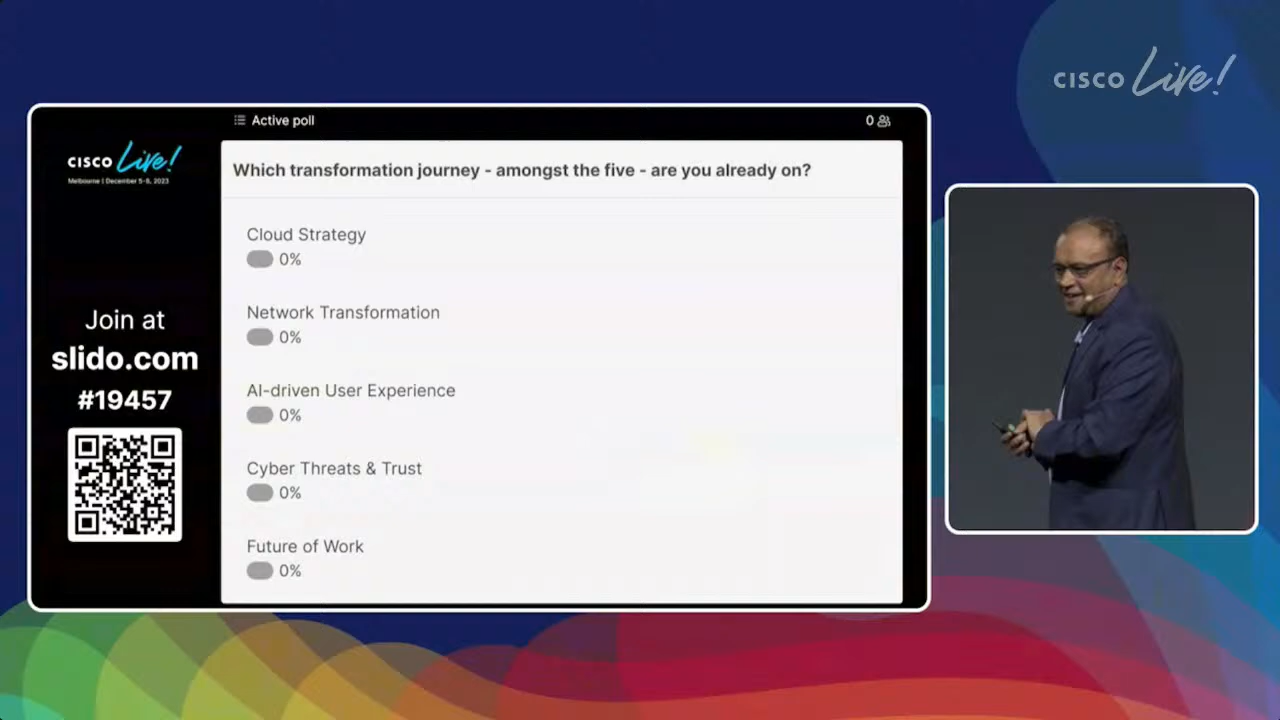 CISCO Live!
Active poll
0
CISCO Live!
Melbourne | December 5-8, 2023
Which transformation journey - amongst the five - are you already on?
Cloud Strategy
0%
Network Transformation
0%
AI-driven User Experience
0%
Cyber Threats & Trust
0%
Future of Work
0%
Join at
slido.com
#19457